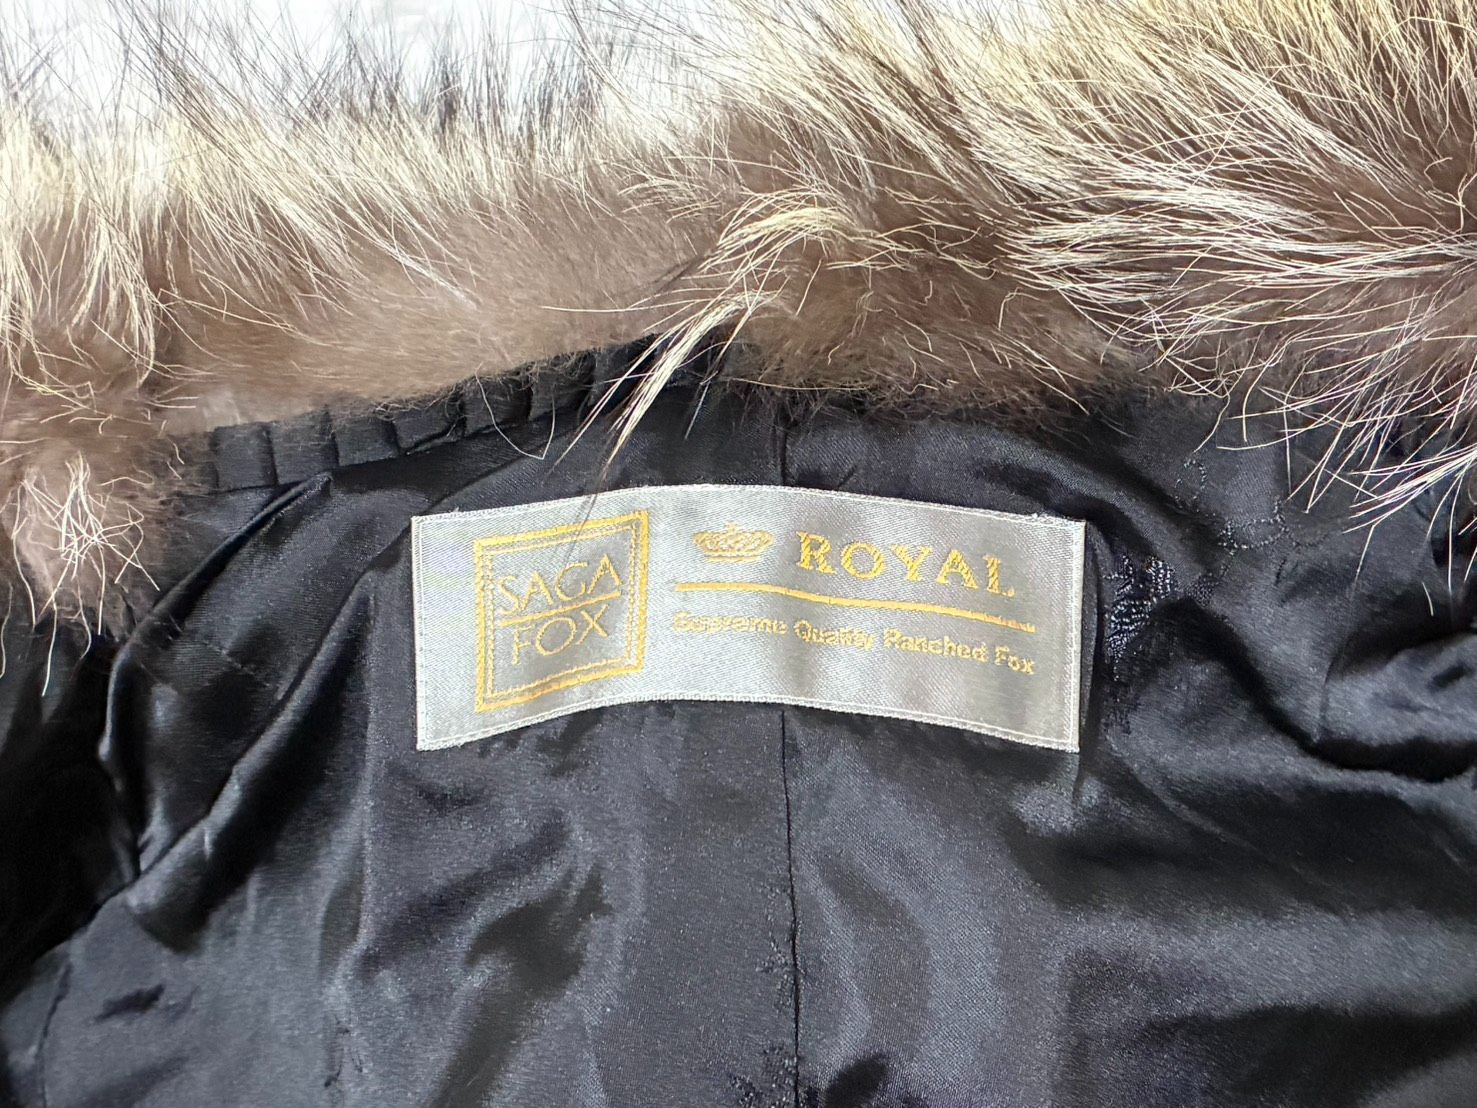 SAGA
FOX
ROYAL
Supreme Quality Ranched Fox